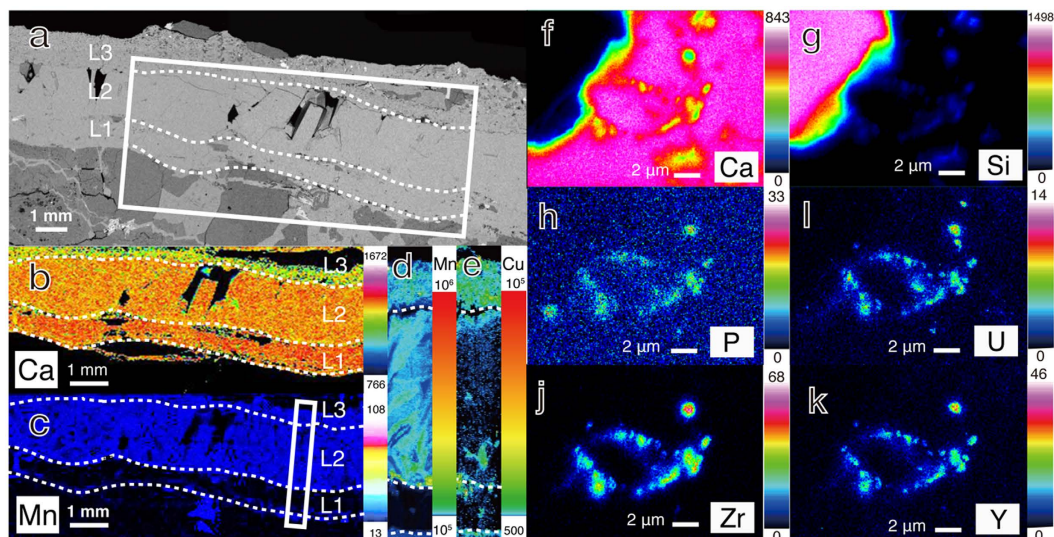 a
L3
L2
L1
1 mm
b
L3
L2
L1
Ca
1 mm
1672
766
c
L3
L2
L1
Mn
1 mm
108
13
d
Mn
10⁶
10⁵
e
Cu
10⁵
500
f
2 µm
Ca
843
0
g
2 µm
Si
1498
0
h
2 µm
P
33
0
l
2 µm
U
14
0
j
2 µm
Zr
68
0
k
2 µm
Y
46
0